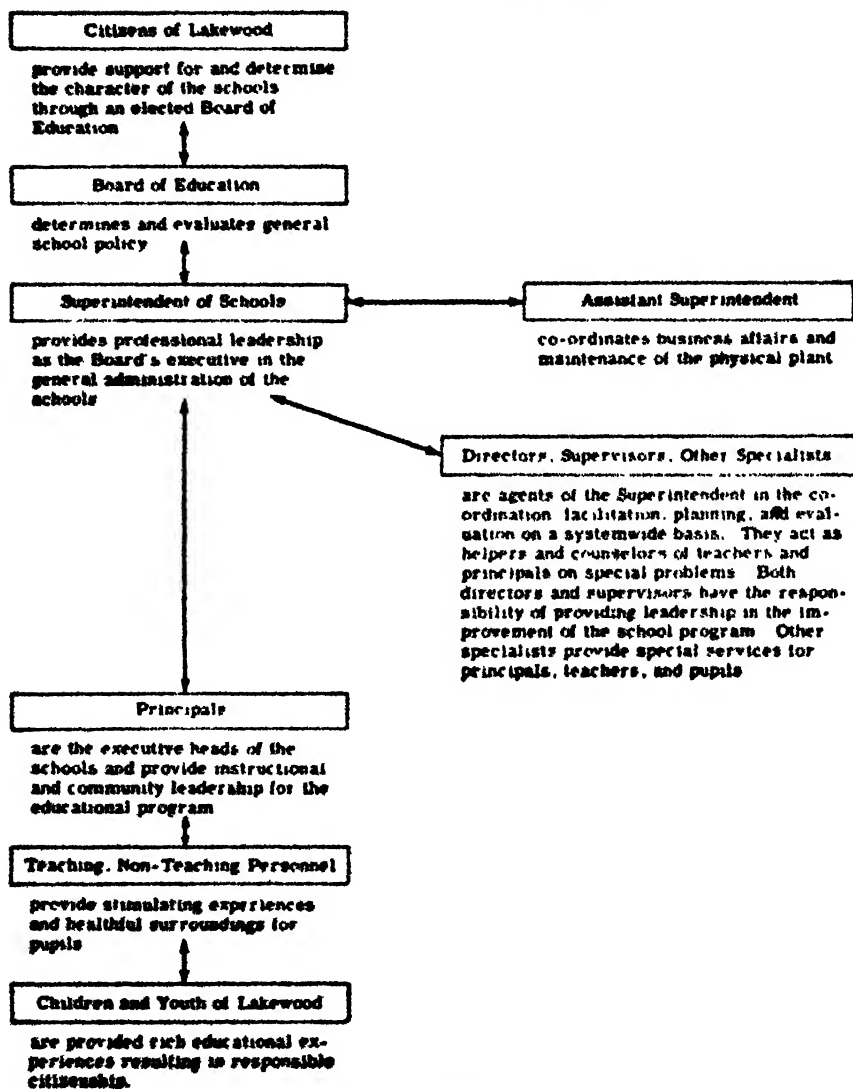 Citizens of Lakewood
provide support for and determine
the character of the schools
through an elected Board of
Education
Board of Education
determines and evaluates general
school policy
Superintendent of Schools
provides professional leadership
as the Board's executive in the
general administration of the
schools
Assistant Superintendent
co-ordinates business affairs and
maintenance of the physical plant
Directors, Supervisors, Other Specialists
are agents of the Superintendent in the co-
ordination facilitation, planning, and eval-
uation on a systemwide basis. They act as
helpers and counselors of teachers and
principals on special problems Both
directors and supervisors have the respon-
sibility of providing leadership in the im-
provement of the school program Other
specialists provide special services for
principals, teachers, and pupils
Principals
are the executive heads of the
schools and provide instructional
and community leadership for the
educational program
Teaching, Non-Teaching Personnel
provide stimulating experiences
and healthful surroundings for
pupils
Children and Youth of Lakewood
are provided rich educational ex-
periences resulting in responsible
citizenship.